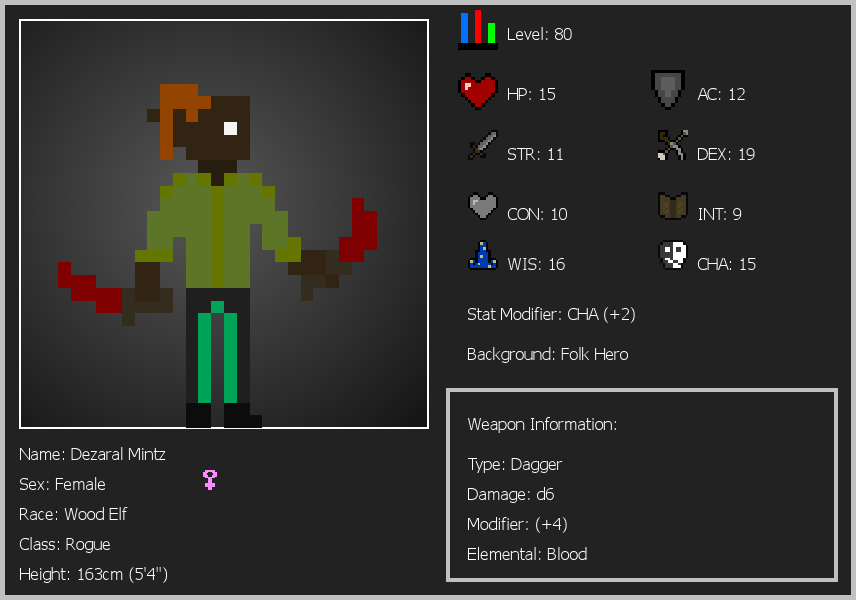 Level: 80
HP: 15
AC: 12
STR: 11
DEX: 19
CON: 10
INT: 9
WIS: 16
CHA: 15
Stat Modifier: CHA (+2)
Background: Folk Hero
Weapon Information:
Type: Dagger
Damage: d6
Modifier: (+4)
Elemental: Blood
Name: Dezaral Mintz
Sex: Female
Race: Wood Elf
Class: Rogue
Height: 163cm (5'4")